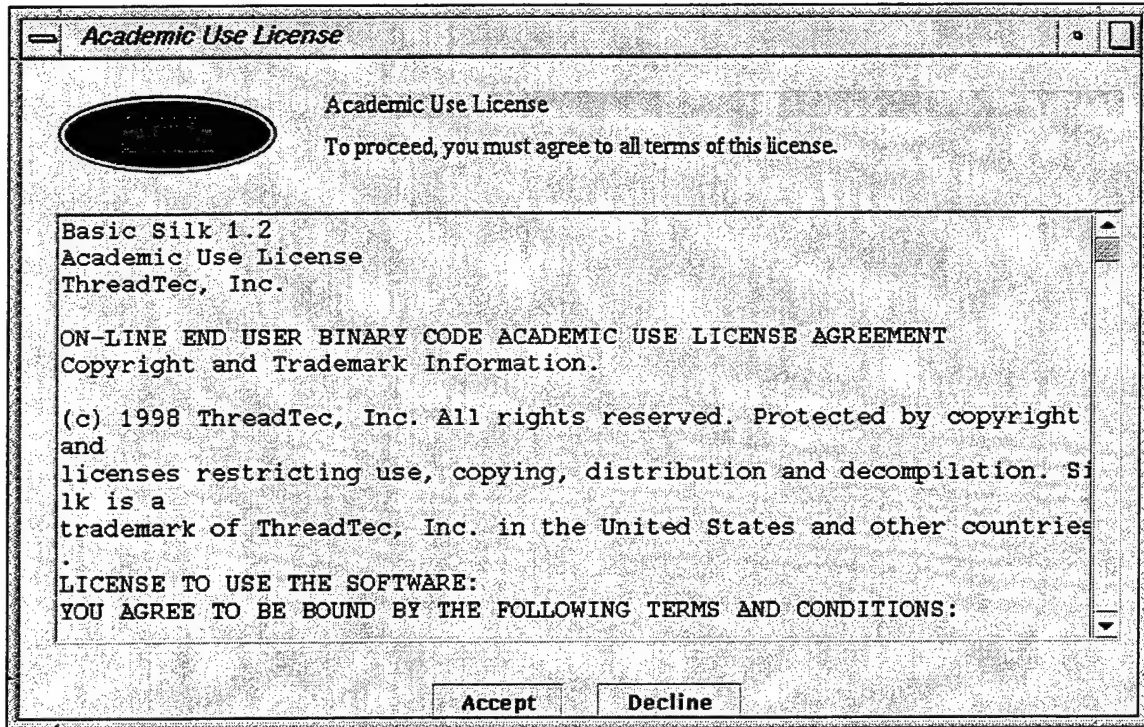 Academic Use License
Academic Use License
To proceed, you must agree to all terms of this license.
Basic Silk 1.2
Academic Use License
ThreadTec, Inc.
ON-LINE END USER BINARY CODE ACADEMIC USE LICENSE AGREEMENT
Copyright and Trademark Information.
(c) 1998 ThreadTec, Inc. All rights reserved. Protected by copyright
and
licenses restricting use, copying, distribution and decompilation. Si
lk is a
trademark of ThreadTec, Inc. in the United States and other countries
.
LICENSE TO USE THE SOFTWARE:
YOU AGREE TO BE BOUND BY THE FOLLOWING TERMS AND CONDITIONS:
Accept
Decline